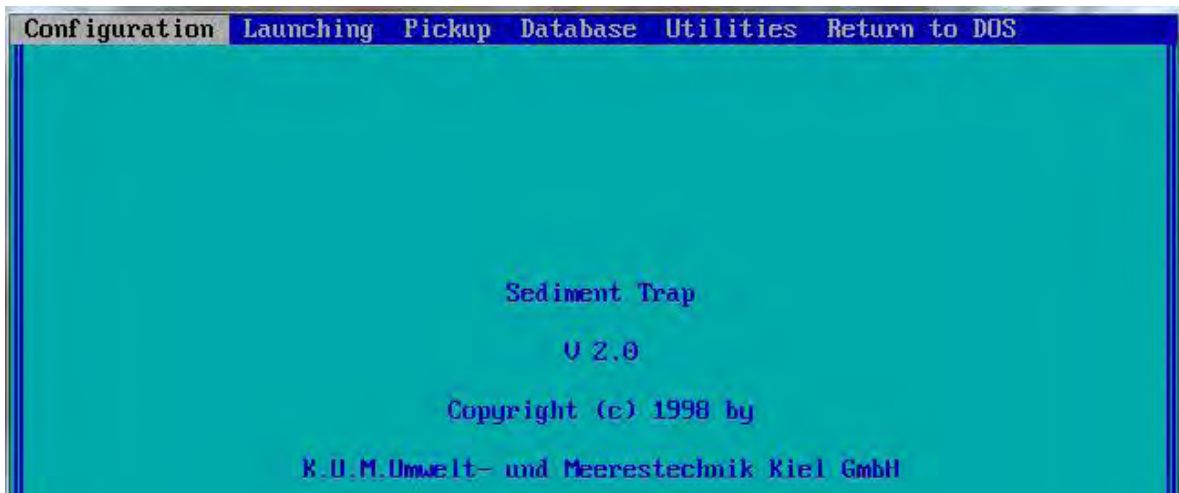 Configuration Launching Pickup Database Utilities Return to DOS
Sediment Trap
V 2.0
Copyright (c) 1998 by
K.U.M.Umwelt- und Meerestechnik Kiel GmbH